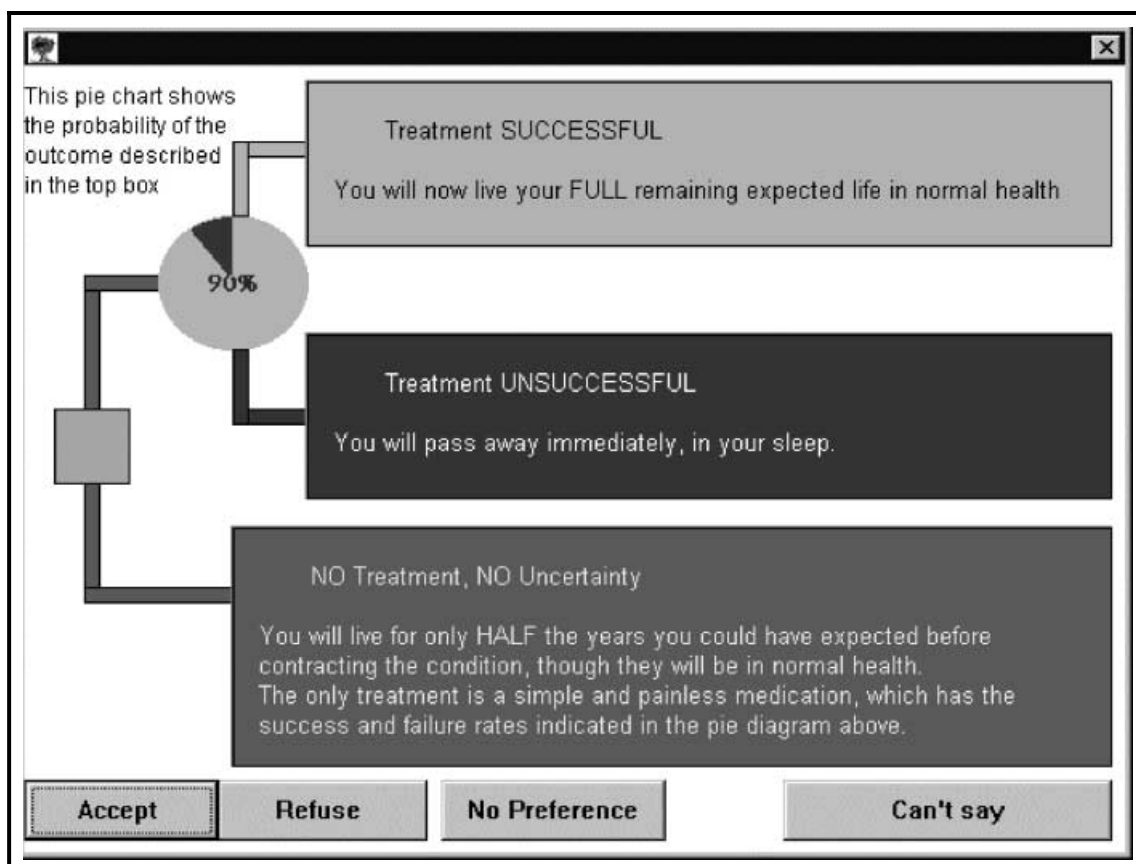 This pie chart shows
the probability of the
outcome described
in the top box
Treatment SUCCESSFUL
You will now live your FULL remaining expected life in normal health
90%
Treatment UNSUCCESSFUL
You will pass away immediately, in your sleep.
NO Treatment, NO Uncertainty
You will live for only HALF the years you could have expected before
contracting the condition, though they will be in normal health.
The only treatment is a simple and painless medication, which has the
success and failure rates indicated in the pie diagram above.
Accept
Refuse
No Preference
Can't say